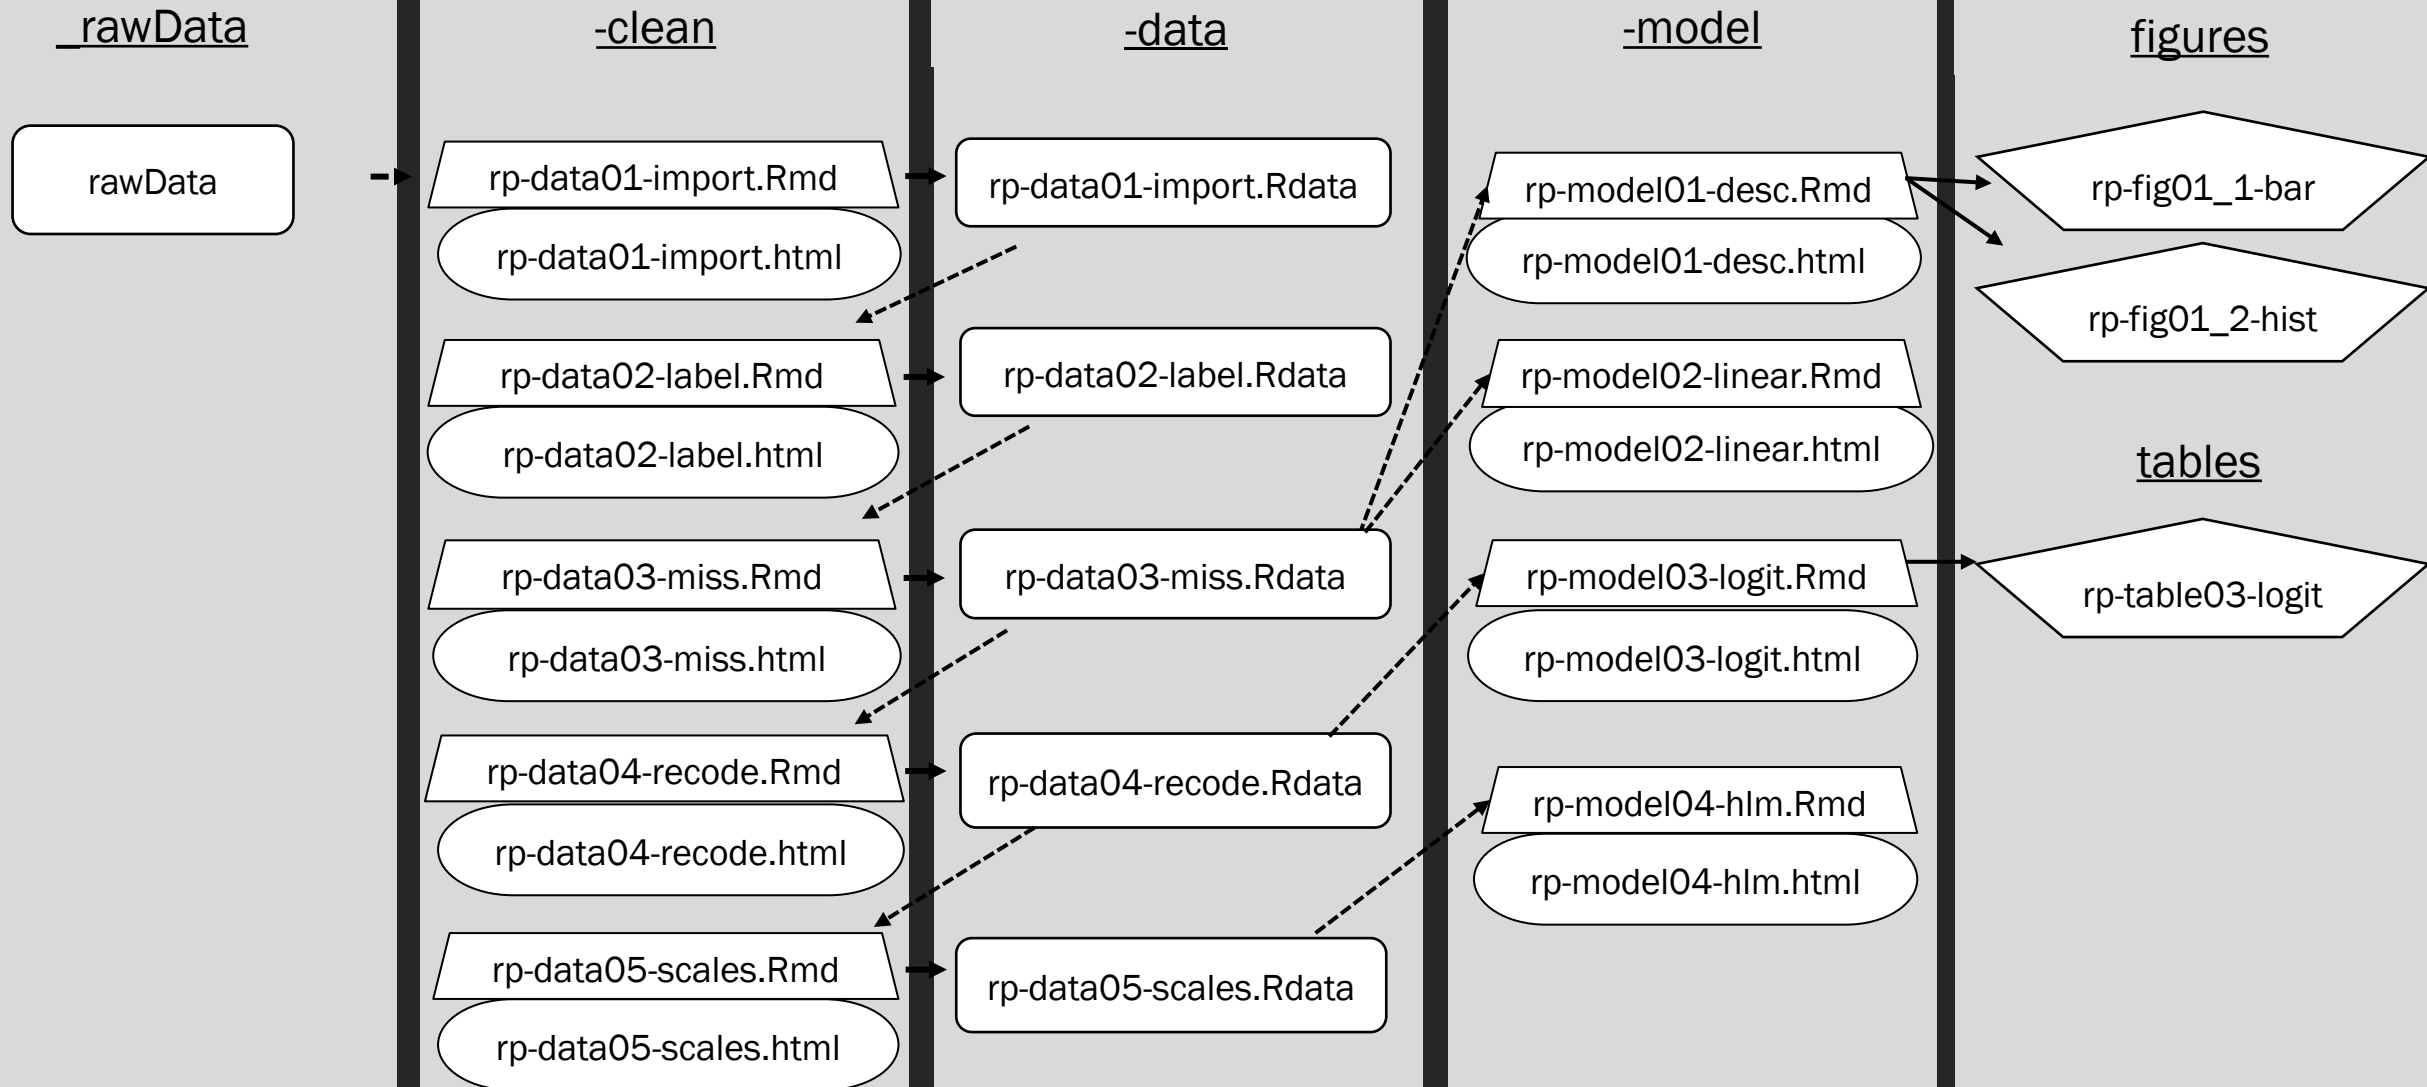 _rawData
rawData
-clean
rp-data01-import.Rmd
rp-data01-import.html
rp-data02-label.Rmd
rp-data02-label.html
rp-data03-miss.Rmd
rp-data03-miss.html
rp-data04-recode.Rmd
rp-data04-recode.html
rp-data05-scales.Rmd
rp-data05-scales.html
-data
rp-data01-import.Rdata
rp-data02-label.Rdata
rp-data03-miss.Rdata
rp-data04-recode.Rdata
rp-data05-scales.Rdata
-model
rp-model01-desc.Rmd
rp-model01-desc.html
rp-model02-linear.Rmd
rp-model02-linear.html
rp-model03-logit.Rmd
rp-model03-logit.html
rp-model04-hlm.Rmd
rp-model04-hlm.html
figures
rp-fig01_1-bar
rp-fig01_2-hist
tables
rp-table03-logit